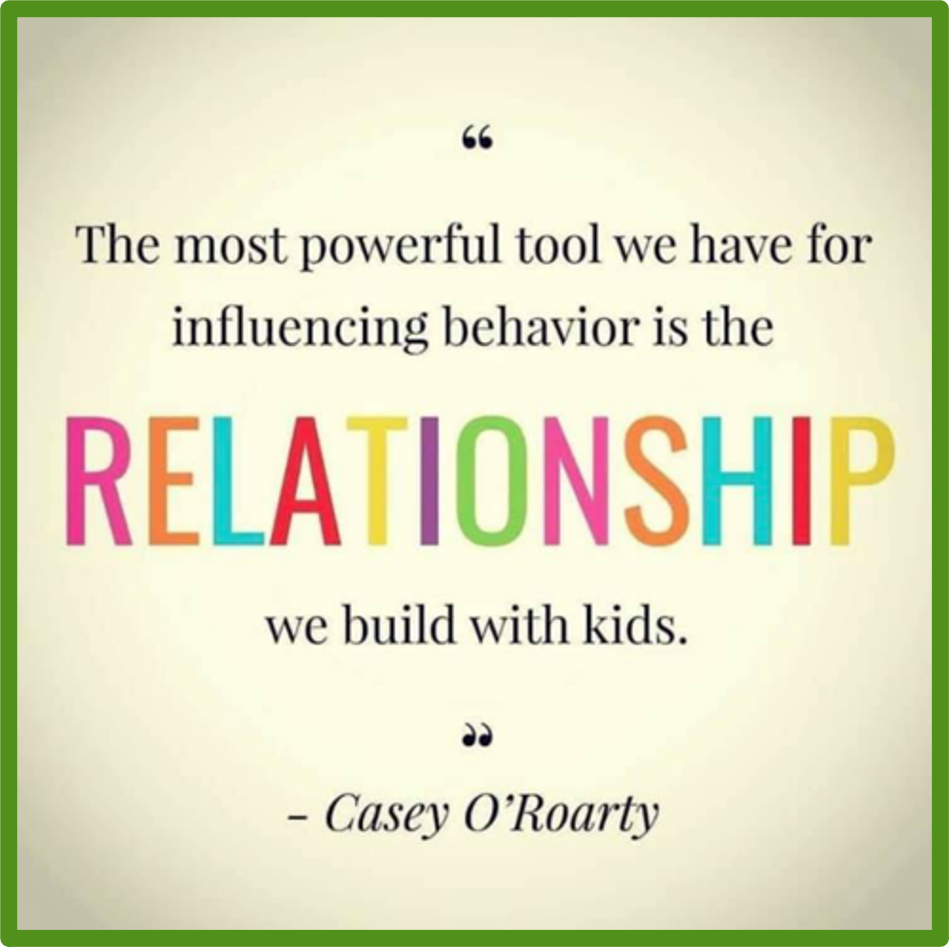 “
The most powerful tool we have for
influencing behavior is the
RELATIONSHIP
we build with kids.
”
- Casey O’Roarty